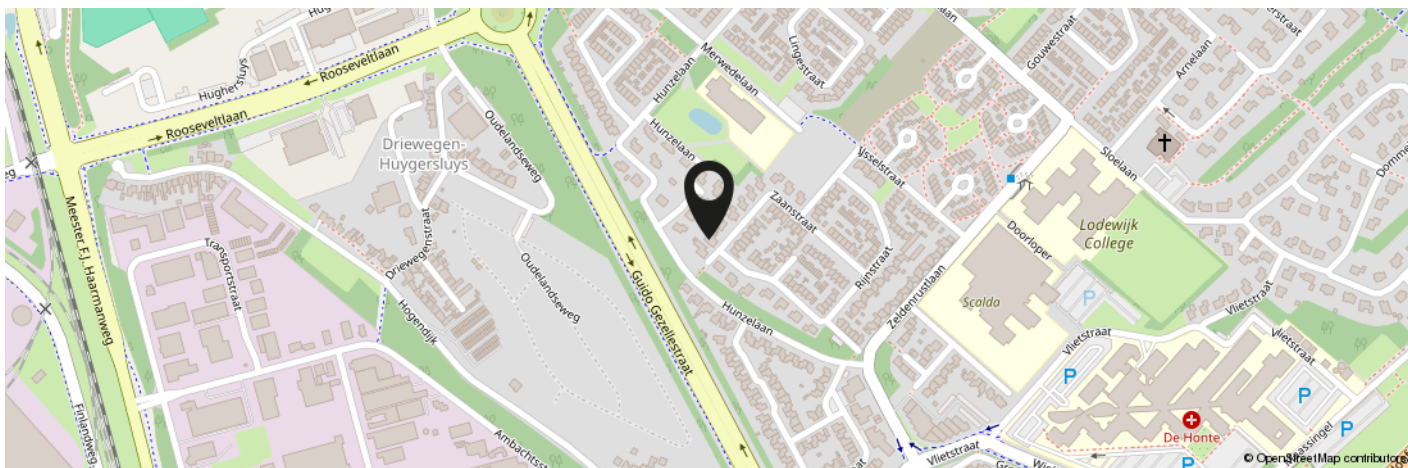 Hughersluys
Rooseveltlaan
Rooseveltlaan
Meester F.J. Haarmanweg
Finlandweg
Transportstraat
Driewegen-
Huygersluys
Driewegenstraat
Hogendijk
Ambachtsst
Oudelandseweg
Oudelandseweg
Guido Gezellestraat
Hunzelaan
Hunzelaan
Hunzelaan
Merwedelaan
Lingestraat
Zaanstraat
IJsselstraat
Rijnstraat
Zeldenrustlaan
Gouwestraat
Arnelaan
Sloelaan
Lodewijk
College
Doorloper
Scalda
P
Vlietstraat
Vlietstraat
Vlietstraat
Vlietstraat
P
P
P
P
De Honte
© OpenStreetMap contributors